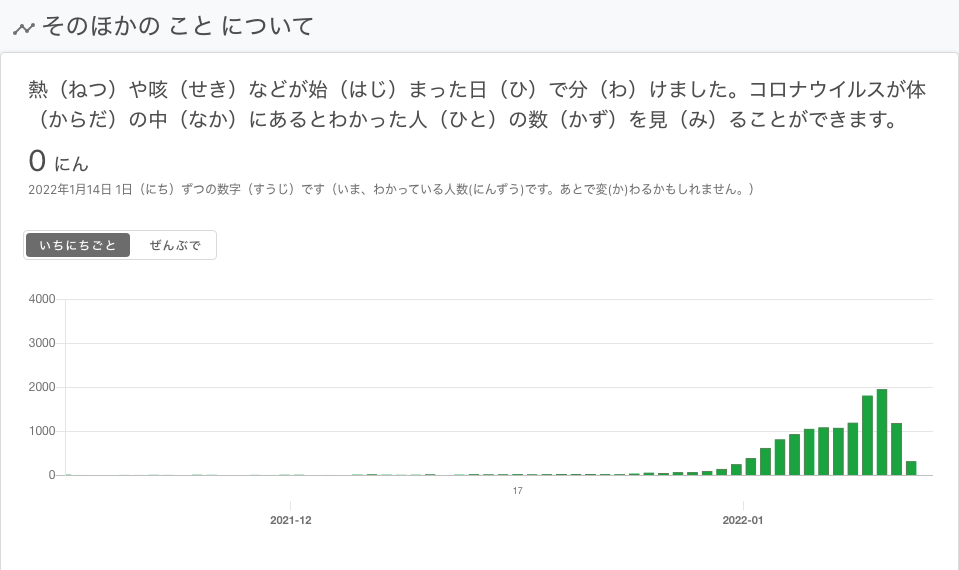 そのほかの こと について
熱（ねつ）や咳（せき）などが始（はじ）まった日（ひ）で分（わ）けました。コロナウイルスが体
（からだ）の中（なか）にあるとわかった人（ひと）の数（かず）を見（み）ることができます。
0 にん
2022年1月14日 1日（にち）ずつの数字（すうじ）です（いま、わかっている人数(にんずう)です。あとで変(か)わるかもしれません。）
いちにちごと ぜんぶで
4000
3000
2000
1000
0
17
2021-12 2022-01